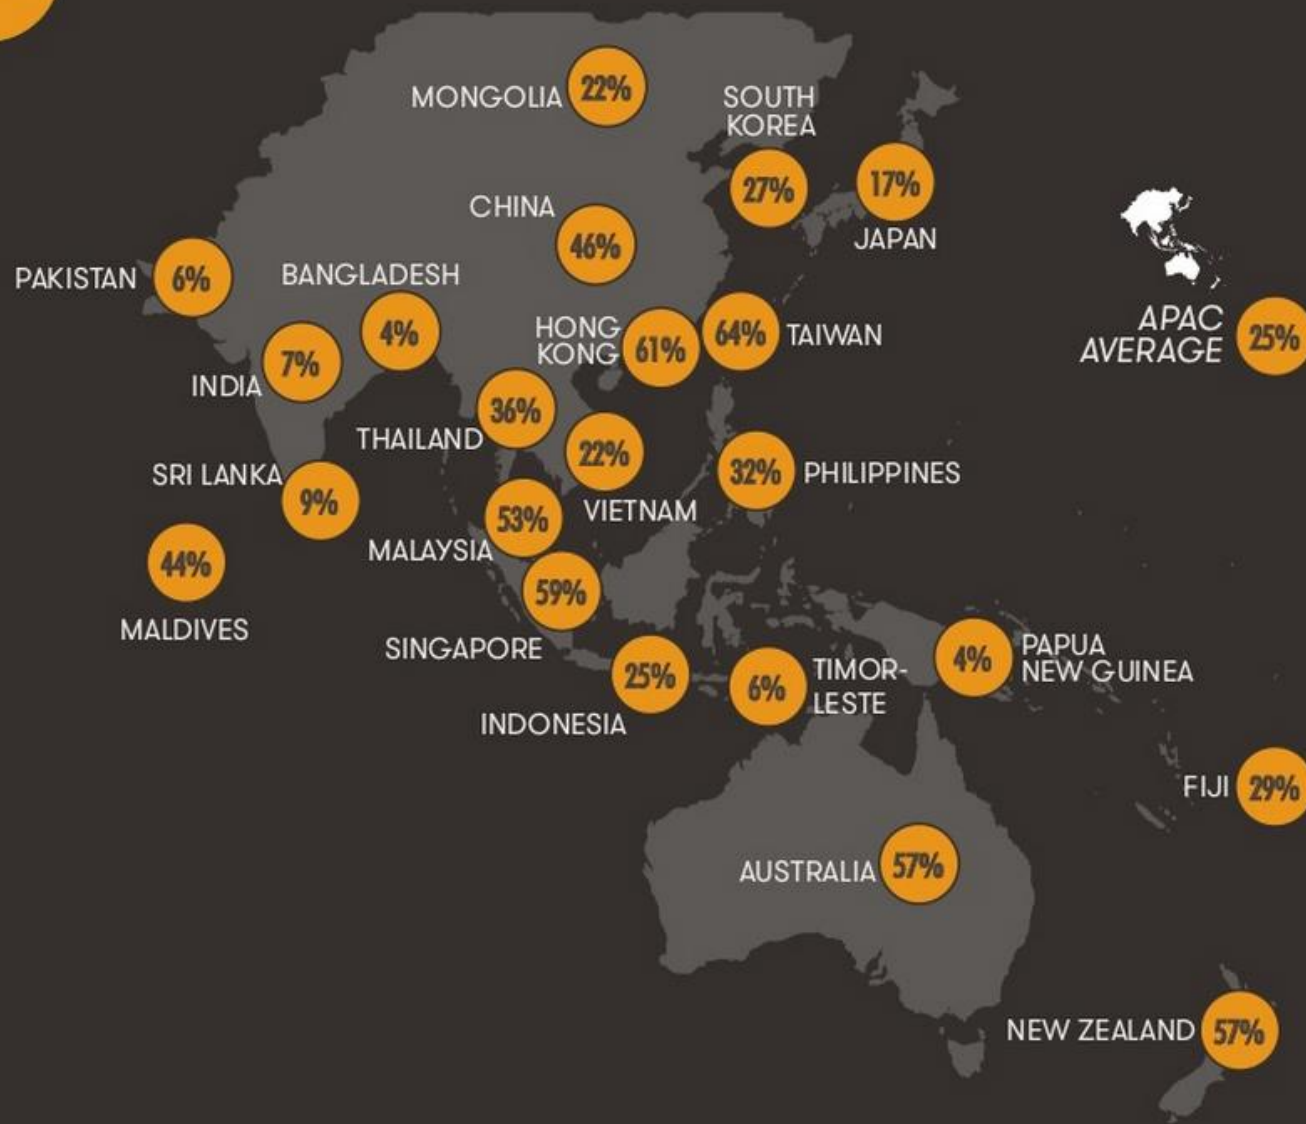 MONGOLIA 22%
SOUTH
KOREA
27%
17%
JAPAN
CHINA
46%
PAKISTAN 6%
BANGLADESH
4%
HONG
KONG 61%
64% TAIWAN
APAC
AVERAGE 25%
7%
INDIA
36%
THAILAND
22%
VIETNAM
32% PHILIPPINES
SRI LANKA
9%
53%
MALAYSIA
44%
MALDIVES
59%
SINGAPORE
25%
INDONESIA
6% TIMOR-
LESTE
4% PAPUA
NEW GUINEA
FIJI 29%
AUSTRALIA 57%
NEW ZEALAND 57%